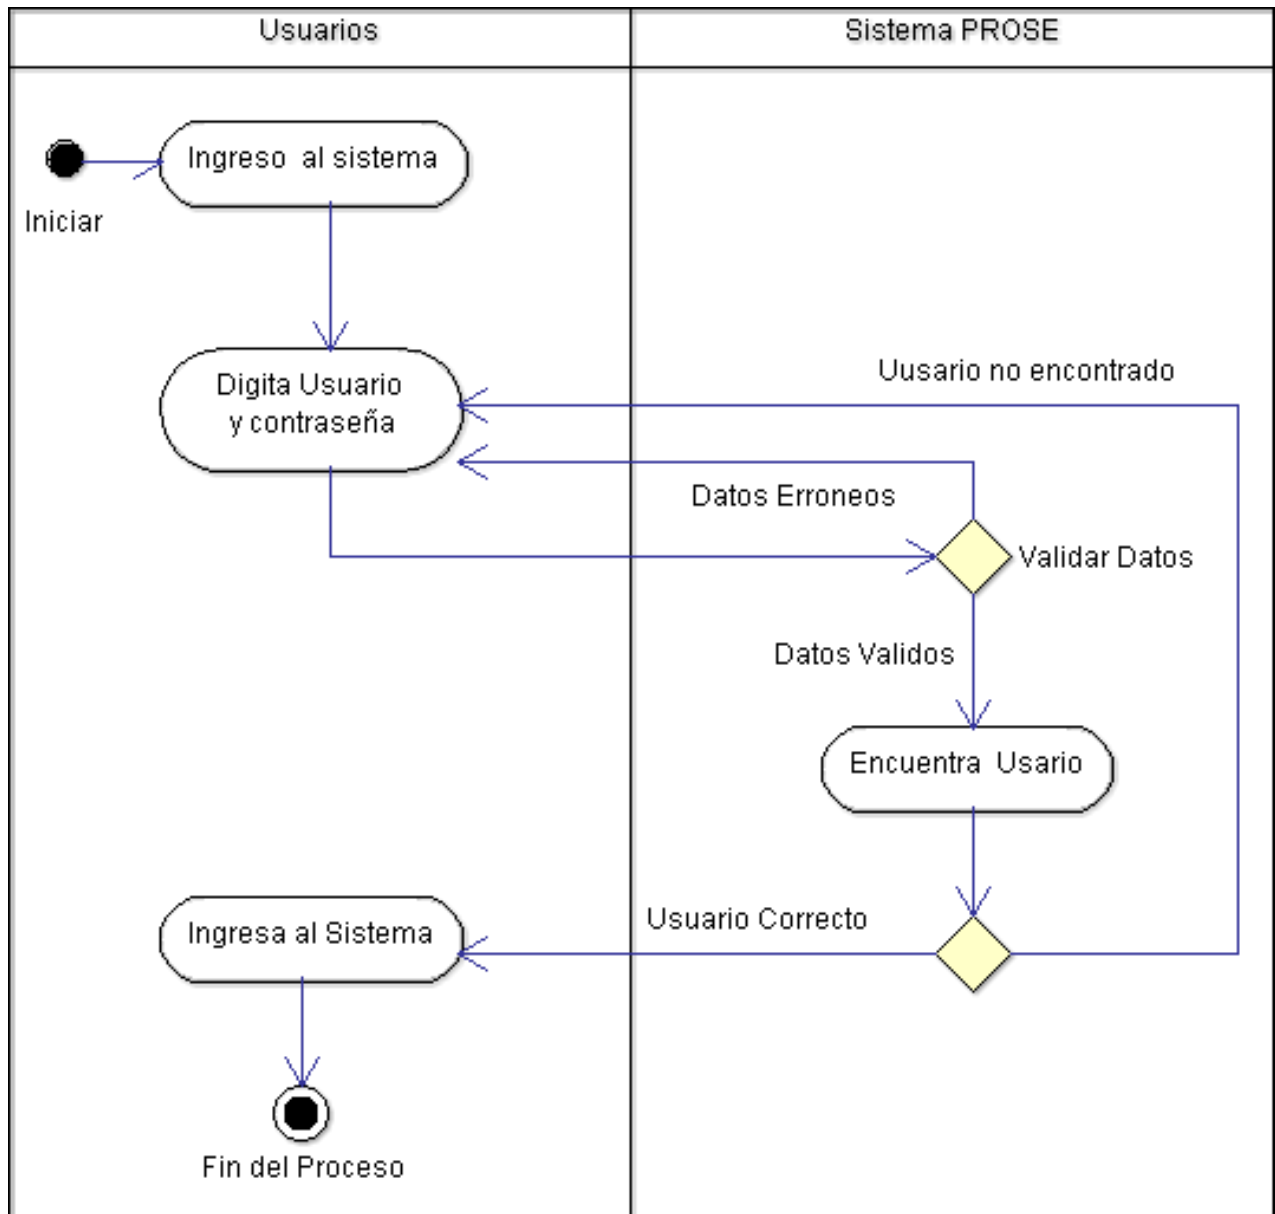 Usuarios
Sistema PROSE
Ingreso al sistema
Iniciar
Digita Usuario
y contraseña
Uusario no encontrado
Datos Erroneos
Validar Datos
Datos Validos
Encuentra Usario
Usuario Correcto
Ingresa al Sistema
Fin del Proceso